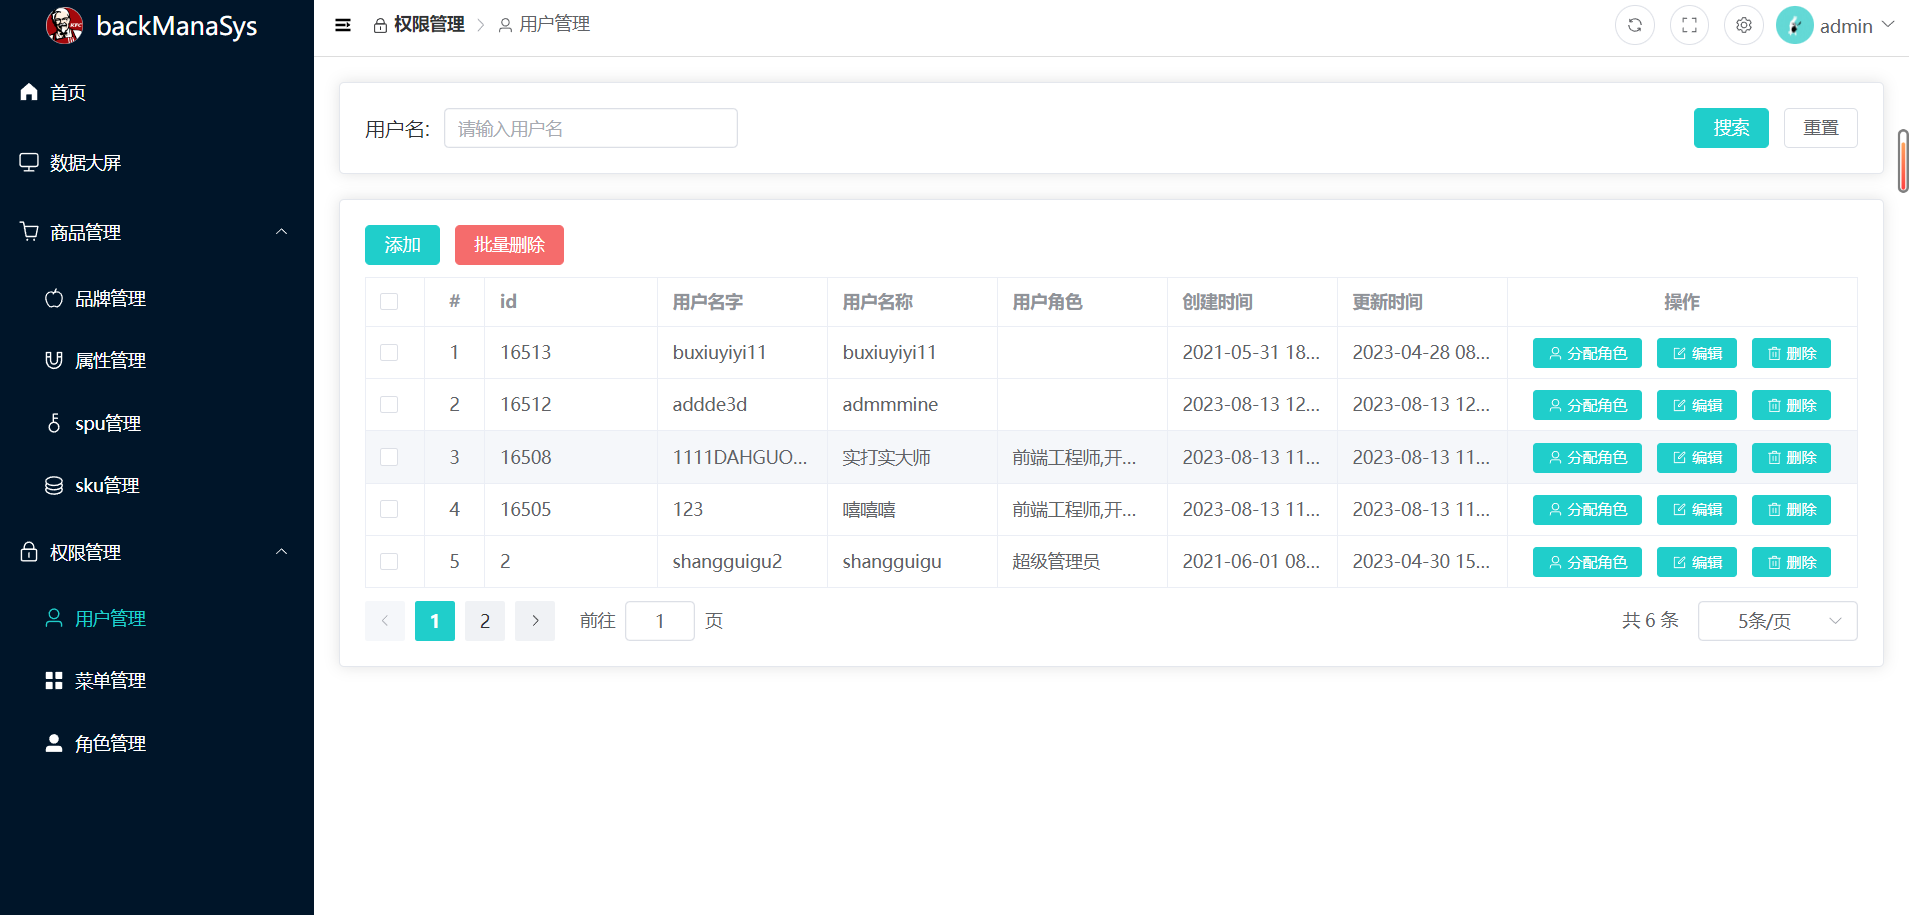 backManaSys
首页
数据大屏
商品管理
品牌管理
属性管理
spu管理
sku管理
权限管理
用户管理
菜单管理
角色管理
权限管理 用户管理
admin
用户名: 请输入用户名 搜索 重置
添加 批量删除
# id 用户名字 用户名称 用户角色 创建时间 更新时间 操作
1 16513 buxiuyiyi11 buxiuyiyi11 2021-05-31 18... 2023-04-28 08... 分配角色 编辑 删除
2 16512 addde3d admmmine 2023-08-13 12... 2023-08-13 12... 分配角色 编辑 删除
3 16508 1111DAHGUO... 实打实大师 前端工程师,开... 2023-08-13 11... 2023-08-13 11... 分配角色 编辑 删除
4 16505 123 嘻嘻嘻 前端工程师,开... 2023-08-13 11... 2023-08-13 11... 分配角色 编辑 删除
5 2 shangguigu2 shangguigu 超级管理员 2021-06-01 08... 2023-04-30 15... 分配角色 编辑 删除
1 2 前往 1 页 共 6 条 5条/页